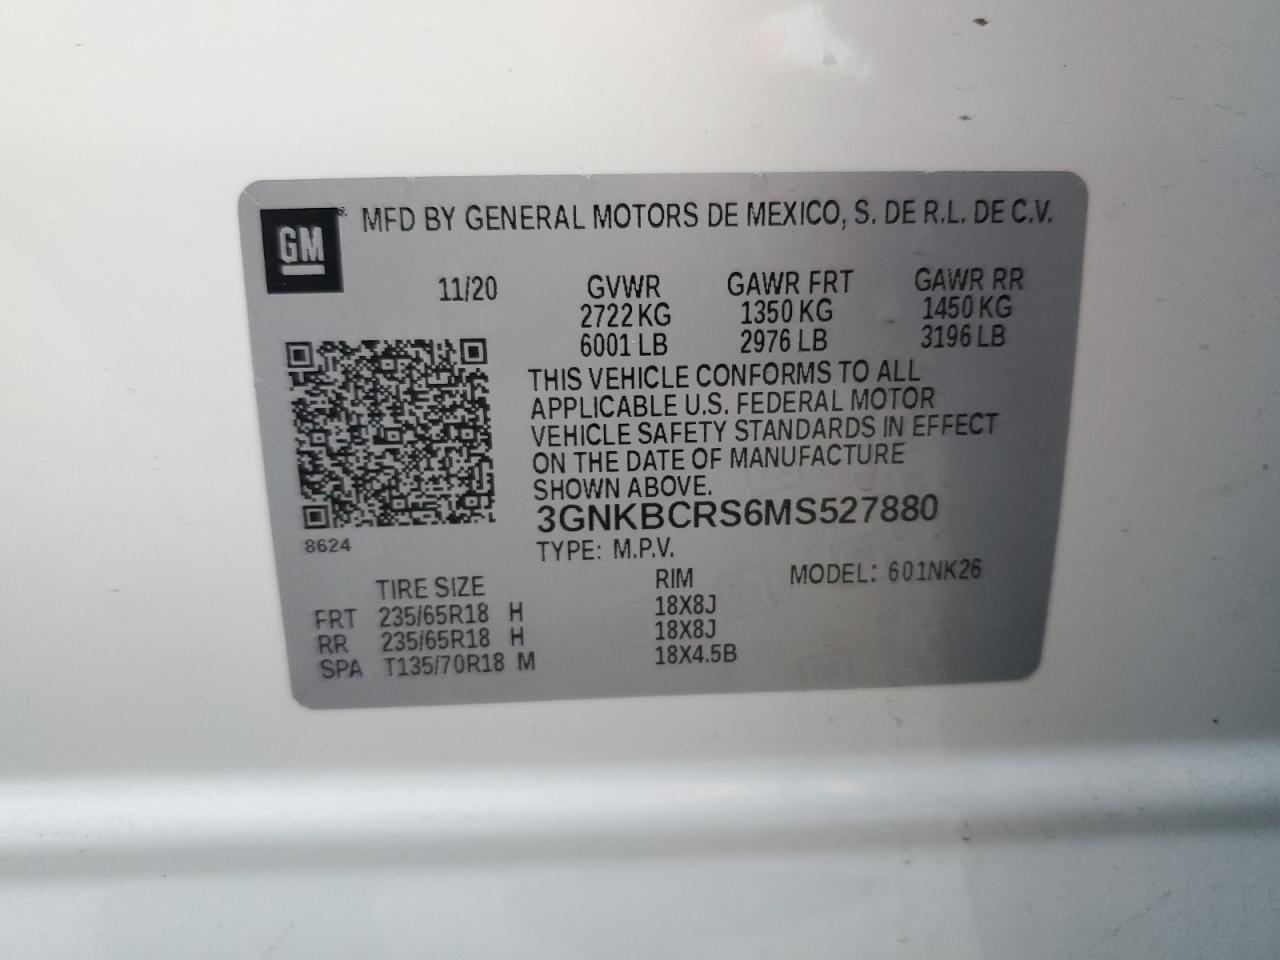 GM
MFD BY GENERAL MOTORS DE MEXICO, S. DE R.L. DE C.V.
11/20 GVWR GAWR FRT GAWR RR
2722 KG 1350 KG 1450 KG
6001 LB 2976 LB 3196 LB
THIS VEHICLE CONFORMS TO ALL
APPLICABLE U.S. FEDERAL MOTOR
VEHICLE SAFETY STANDARDS IN EFFECT
ON THE DATE OF MANUFACTURE
SHOWN ABOVE.
3GNKBCRS6MS527880
8624
TYPE: M.P.V.
TIRE SIZE RIM MODEL: 601NK26
FRT 235/65R18 H 18X8J
RR 235/65R18 H 18X8J
SPA T135/70R18 M 18X4.5B